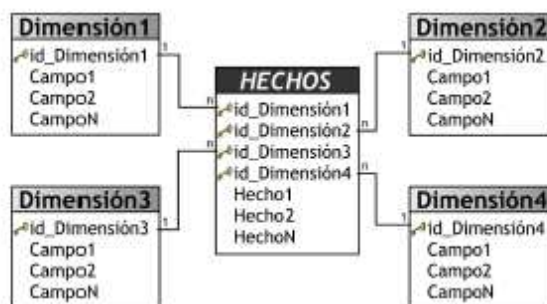 Dimensión1
id_Dimensión1
Campo1
Campo2
CampoN
1
Dimensión2
id_Dimensión2
Campo1
Campo2
CampoN
1
HECHOS
id_Dimensión1
id_Dimensión2
id_Dimensión3
id_Dimensión4
Hecho1
Hecho2
HechoN
n
n
n
n
Dimensión3
id_Dimensión3
Campo1
Campo2
CampoN
1
Dimensión4
id_Dimensión4
Campo1
Campo2
CampoN
1